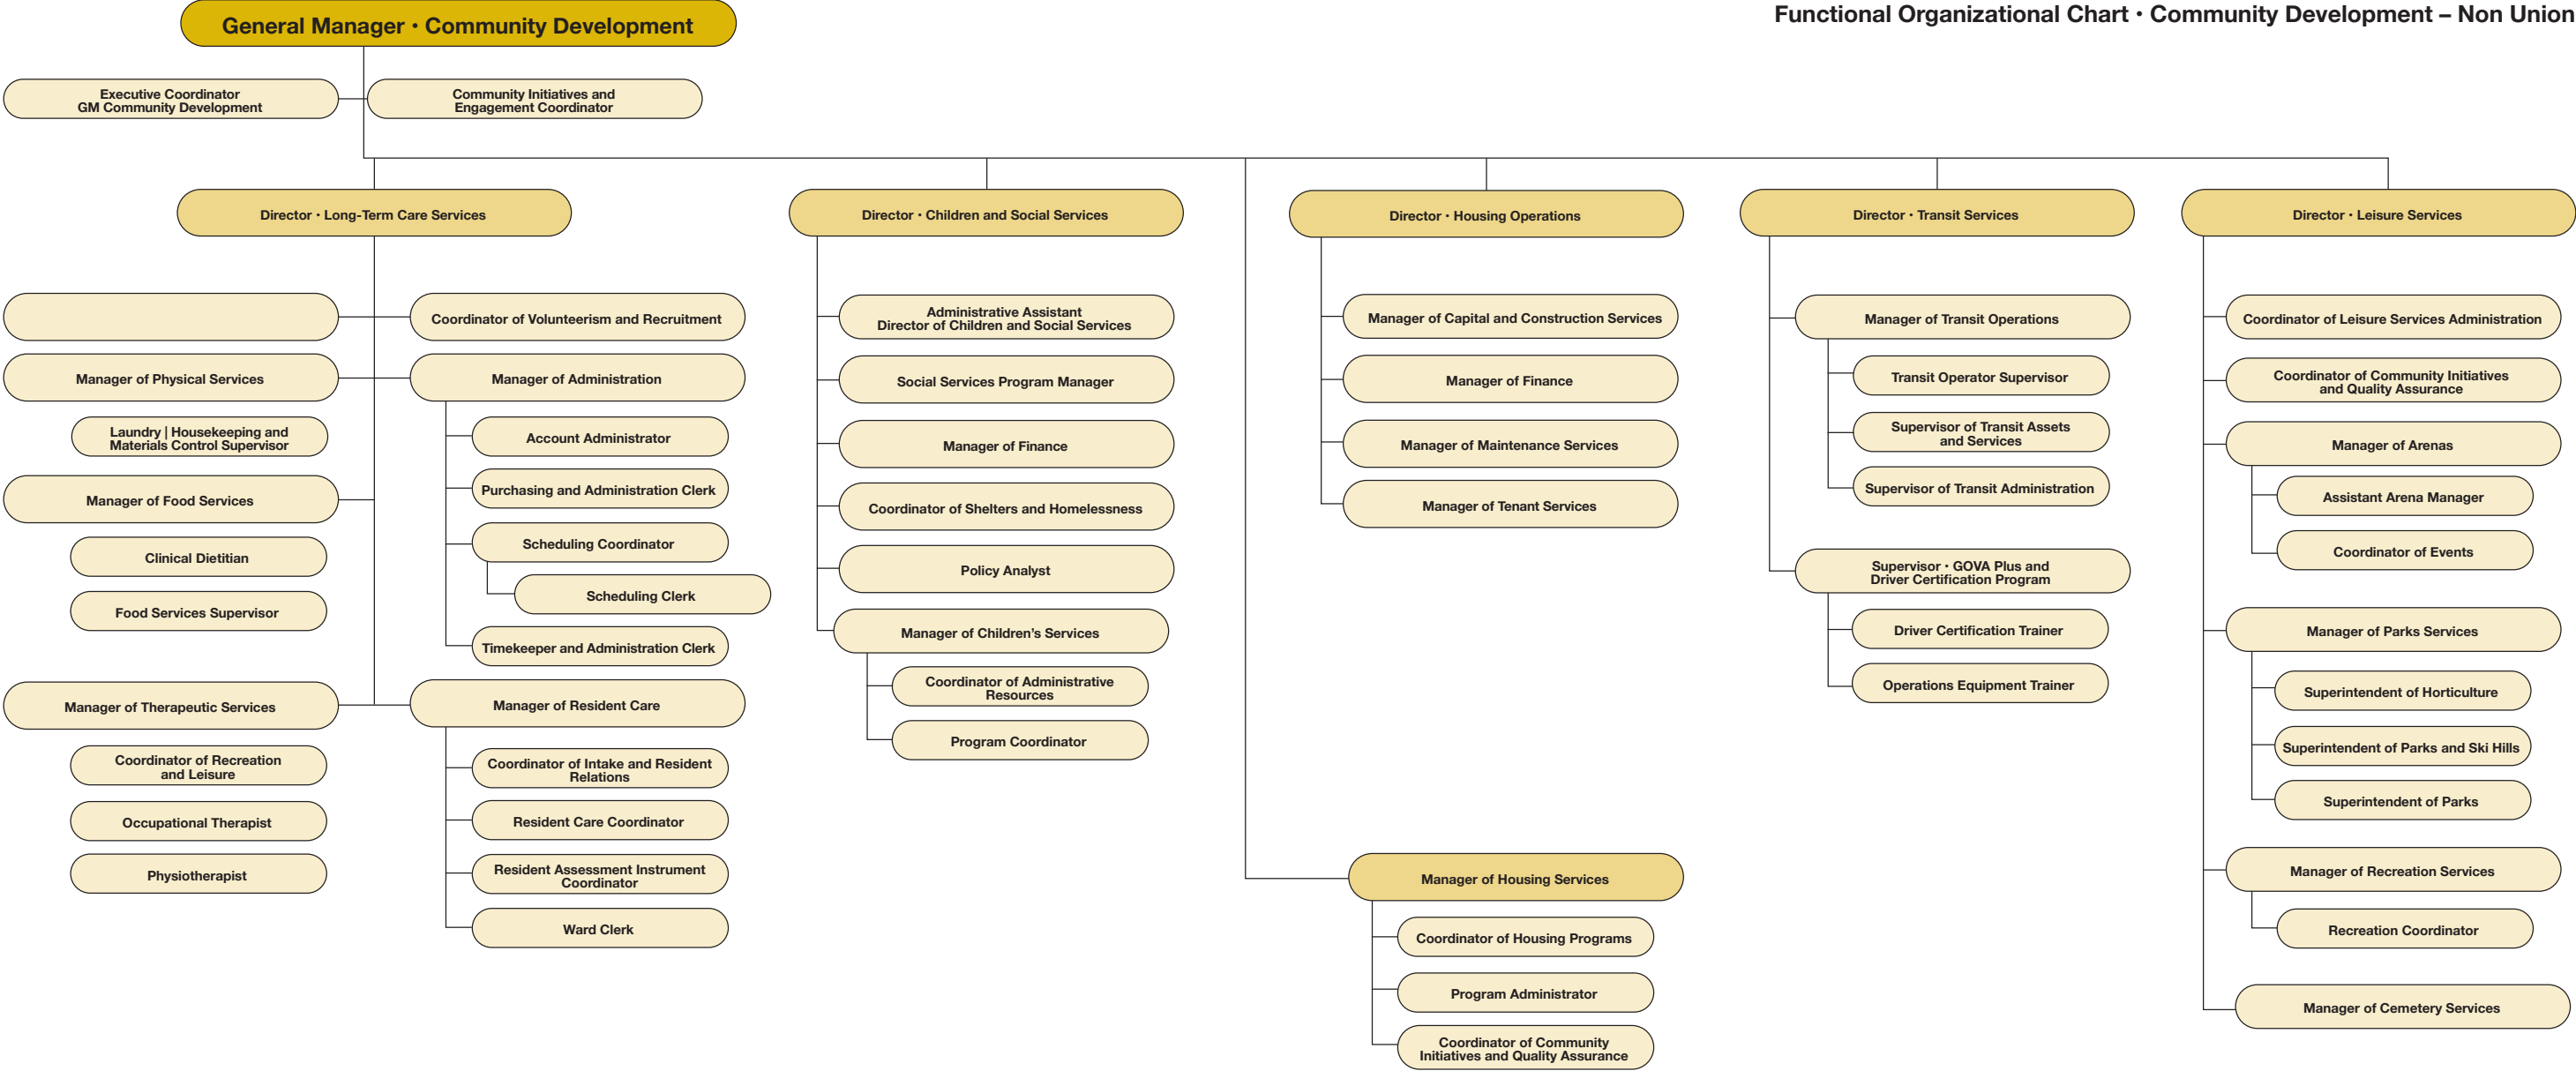 Functional Organizational Chart • Community Development – Non Union
General Manager • Community Development
Executive Coordinator
GM Community Development
Community Initiatives and
Engagement Coordinator
Director • Long-Term Care Services
Coordinator of Volunteerism and Recruitment
Manager of Physical Services
Laundry | Housekeeping and
Materials Control Supervisor
Manager of Food Services
Clinical Dietitian
Food Services Supervisor
Manager of Therapeutic Services
Coordinator of Recreation
and Leisure
Occupational Therapist
Physiotherapist
Manager of Administration
Account Administrator
Purchasing and Administration Clerk
Scheduling Coordinator
Scheduling Clerk
Timekeeper and Administration Clerk
Manager of Resident Care
Coordinator of Intake and Resident
Relations
Resident Care Coordinator
Resident Assessment Instrument
Coordinator
Ward Clerk
Director • Children and Social Services
Administrative Assistant
Director of Children and Social Services
Social Services Program Manager
Manager of Finance
Coordinator of Shelters and Homelessness
Policy Analyst
Manager of Children’s Services
Coordinator of Administrative
Resources
Program Coordinator
Director • Housing Operations
Manager of Capital and Construction Services
Manager of Finance
Manager of Maintenance Services
Manager of Tenant Services
Manager of Housing Services
Coordinator of Housing Programs
Program Administrator
Coordinator of Community
Initiatives and Quality Assurance
Director • Transit Services
Manager of Transit Operations
Transit Operator Supervisor
Supervisor of Transit Assets
and Services
Supervisor of Transit Administration
Supervisor • GOVA Plus and
Driver Certification Program
Driver Certification Trainer
Operations Equipment Trainer
Director • Leisure Services
Coordinator of Leisure Services Administration
Coordinator of Community Initiatives
and Quality Assurance
Manager of Arenas
Assistant Arena Manager
Coordinator of Events
Manager of Parks Services
Superintendent of Horticulture
Superintendent of Parks and Ski Hills
Superintendent of Parks
Manager of Recreation Services
Recreation Coordinator
Manager of Cemetery Services